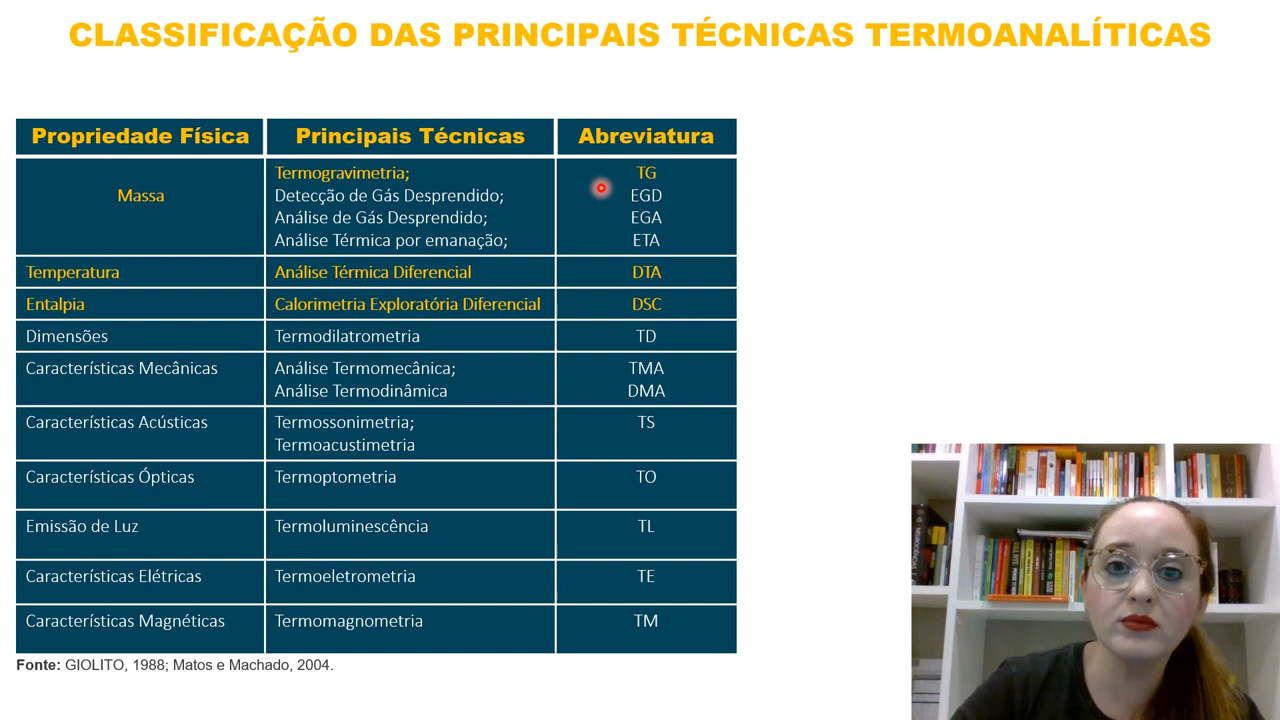 CLASSIFICAÇÃO DAS PRINCIPAIS TÉCNICAS TERMOANALÍTICAS
Propriedade Física Principais Técnicas Abreviatura
Massa
Termogravimetria; TG
Detecção de Gás Desprendido; EGD
Análise de Gás Desprendido; EGA
Análise Térmica por emanação; ETA
Temperatura Análise Térmica Diferencial DTA
Entalpia Calorimetria Exploratória Diferencial DSC
Dimensões Termodilatrometria TD
Características Mecânicas Análise Termomecânica; TMA
Análise Termodinâmica DMA
Características Acústicas Termossonimetria; TS
Termoacustimetria
Características Ópticas Termoptometria TO
Emissão de Luz Termoluminescência TL
Características Elétricas Termoeletrometria TE
Características Magnéticas Termomagnometria TM
Fonte: GIOLITO, 1988; Matos e Machado, 2004.